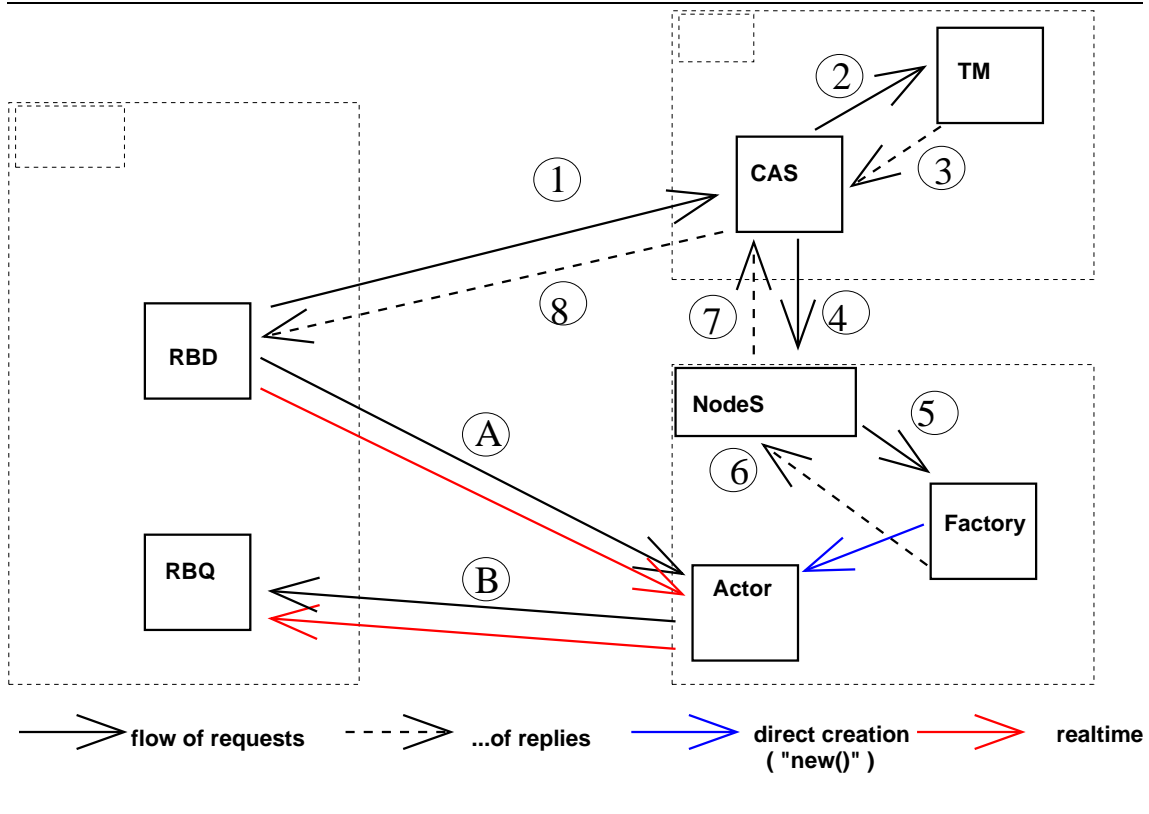 2
TM
CAS
3
1
8
7
4
RBD
NodeS
5
A
6
Factory
RBQ
B
Actor
flow of requests
...of replies
direct creation
( "new()" )
realtime